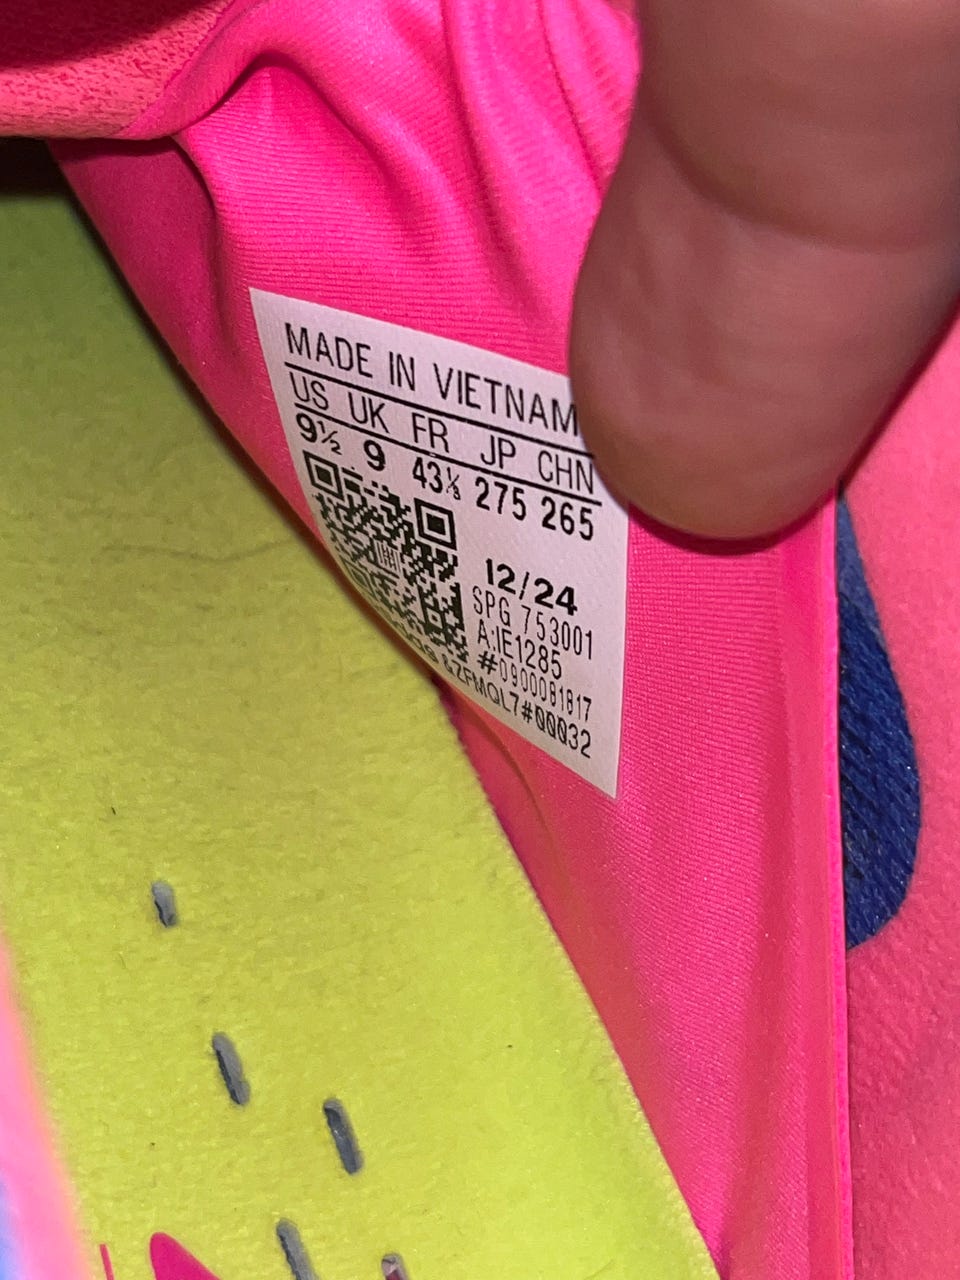 MADE IN VIETNAM
US UK FR JP CHN
9½ 9 43⅓ 275 265
12/24
SPG 753001
A:IE1285
#0900081817
&ZFMQL7#00032